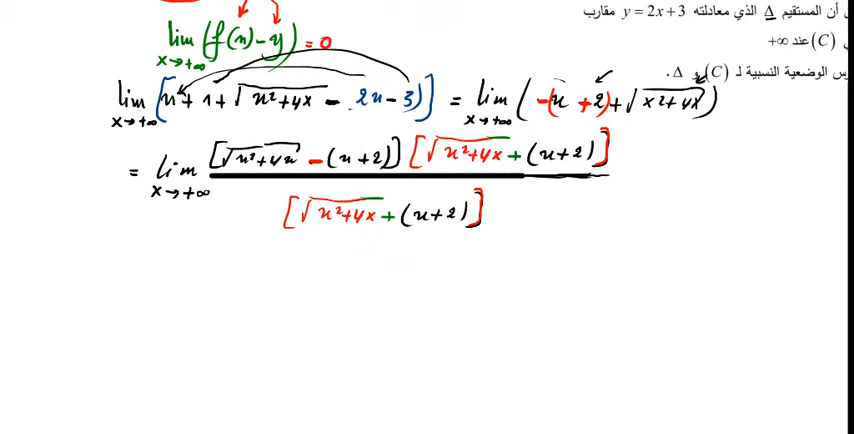 ن أن المستقيم Δ الذي معادلته y = 2x + 3 مقارب
(C) عند +∞
رس الوضعية النسبية لـ (C) و Δ.
lim (f(x) - y) = 0
x→+∞
lim [x + 1 + √(x²+4x) - 2x - 3)] = lim (-(x + 2) + √(x²+4x))
x→+∞ x→+∞
= lim [√(x²+4x) - (x+2)] [√(x²+4x) + (x+2)]
x→+∞
[√(x²+4x) + (x+2)]